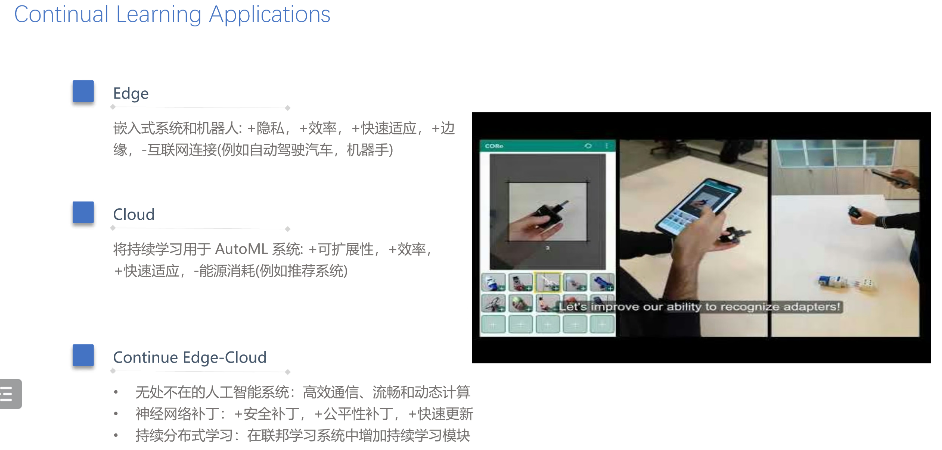 Continual Learning Applications
Edge
嵌入式系统和机器人: +隐私，+效率，+快速适应，+边
缘，-互联网连接(例如自动驾驶汽车，机器手)
Cloud
将持续学习用于 AutoML 系统: +可扩展性，+效率，
+快速适应，-能源消耗(例如推荐系统)
Continue Edge-Cloud
• 无处不在的人工智能系统：高效通信、流畅和动态计算
• 神经网络补丁：+安全补丁，+公平性补丁，+快速更新
• 持续分布式学习：在联邦学习系统中增加持续学习模块
CORe
Let's improve our ability to recognize adapters!